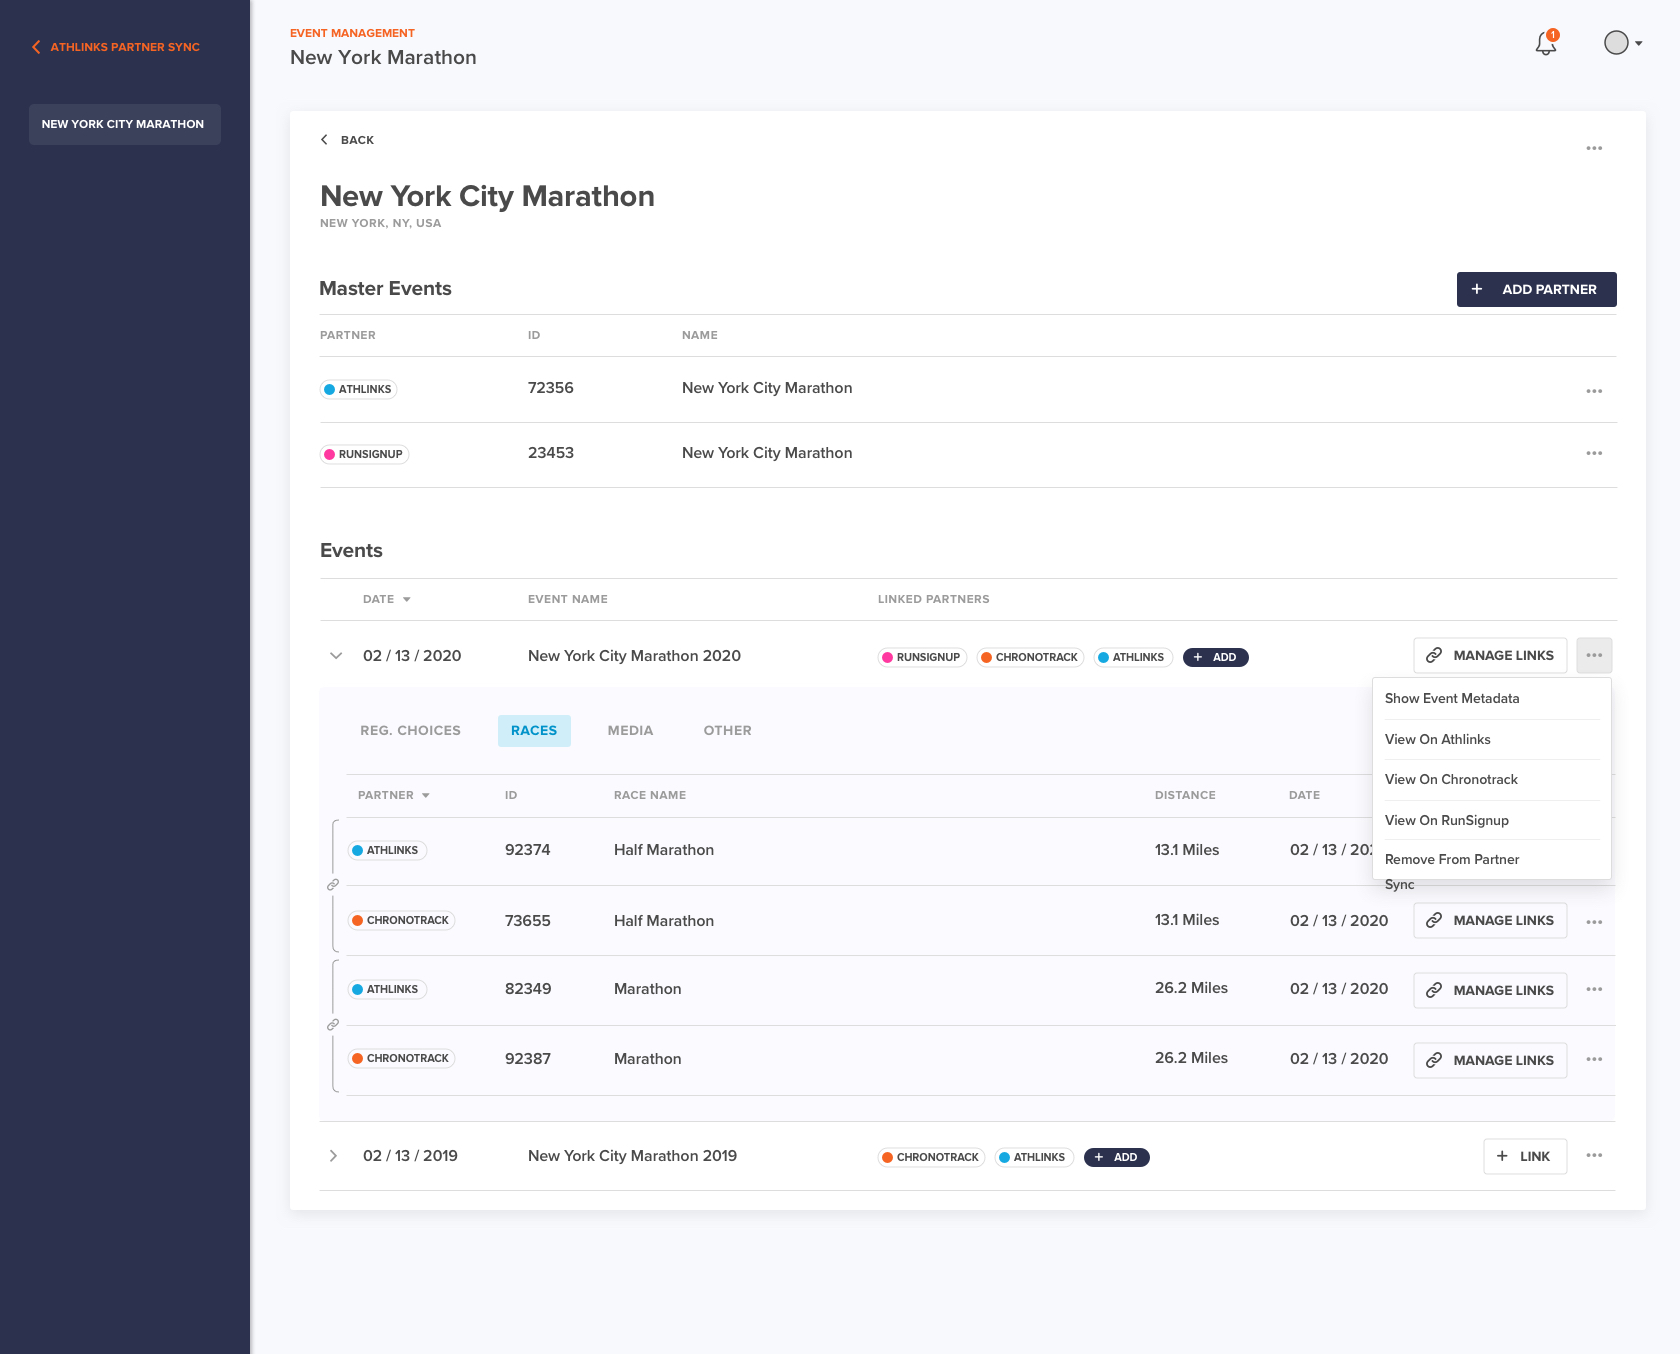 ATHLINKS PARTNER SYNC
NEW YORK CITY MARATHON
EVENT MANAGEMENT
New York Marathon
1
BACK
New York City Marathon
NEW YORK, NY, USA
Master Events
+ ADD PARTNER
PARTNER ID NAME
ATHLINKS 72356 New York City Marathon
RUNSIGNUP 23453 New York City Marathon
Events
DATE EVENT NAME LINKED PARTNERS
02 / 13 / 2020 New York City Marathon 2020 RUNSIGNUP CHRONOTRACK ATHLINKS + ADD MANAGE LINKS
Show Event Metadata
View On Athlinks
View On Chronotrack
View On RunSignup
Remove From Partner
Sync
REG. CHOICES RACES MEDIA OTHER
PARTNER ID RACE NAME DISTANCE DATE
ATHLINKS 92374 Half Marathon 13.1 Miles 02 / 13 / 202
CHRONOTRACK 73655 Half Marathon 13.1 Miles 02 / 13 / 2020 MANAGE LINKS
ATHLINKS 82349 Marathon 26.2 Miles 02 / 13 / 2020 MANAGE LINKS
CHRONOTRACK 92387 Marathon 26.2 Miles 02 / 13 / 2020 MANAGE LINKS
02 / 13 / 2019 New York City Marathon 2019 CHRONOTRACK ATHLINKS + ADD + LINK